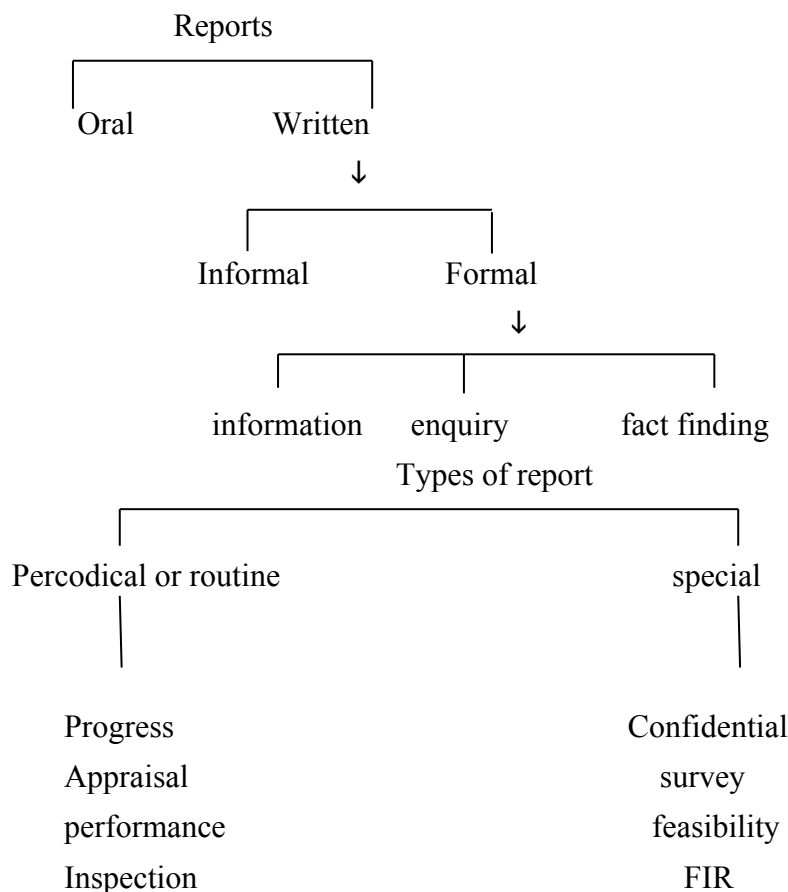 Reports
Oral Written
↓
Informal Formal
↓
information enquiry fact finding
Types of report
Percodical or routine special
Progress Confidential
Appraisal survey
performance feasibility
Inspection FIR